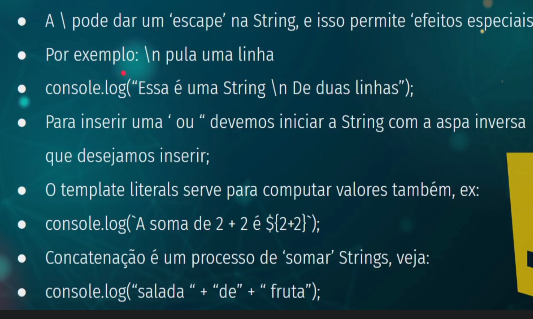 A \ pode dar um ‘escape’ na String, e isso permite ‘efeitos especiais
Por exemplo: \n pula uma linha
console.log(“Essa é uma String \n De duas linhas”);
Para inserir uma ‘ ou “ devemos iniciar a String com a aspa inversa
que desejamos inserir;
O template literals serve para computar valores também, ex:
console.log(`A soma de 2 + 2 é ${2+2}`);
Concatenação é um processo de ‘somar’ Strings, veja:
console.log(“salada “ + “de” + “ fruta”);